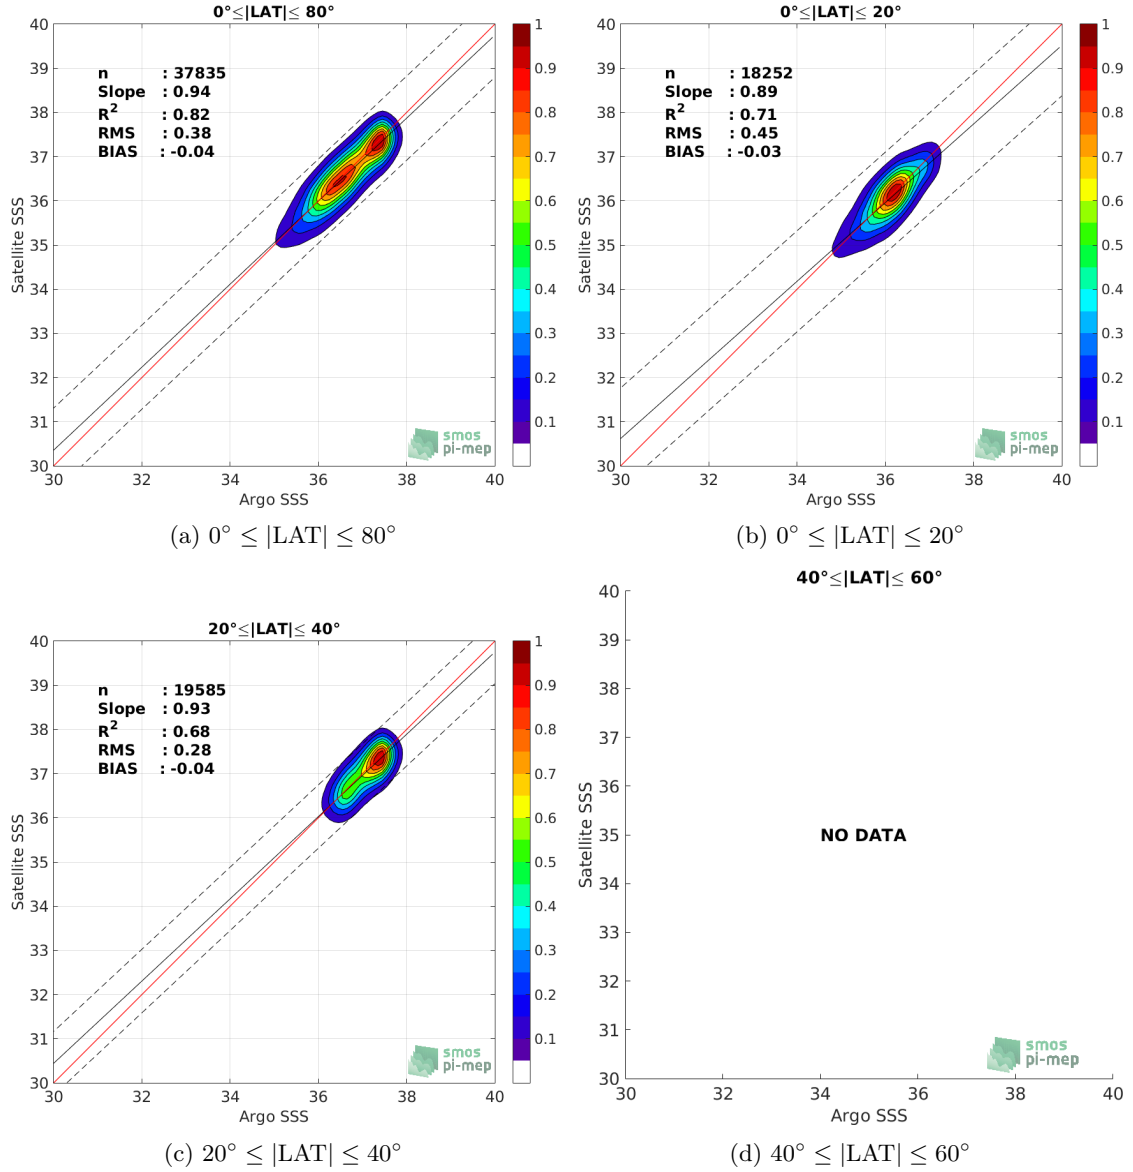 0°≤|LAT|≤ 80°
40
39
38
37
36
35
34
33
32
31
30
30
32
34
36
38
40
Satellite SSS
Argo SSS
n : 37835
Slope : 0.94
R2 : 0.82
RMS : 0.38
BIAS : -0.04
smos
pi-mep
1
0.9
0.8
0.7
0.6
0.5
0.4
0.3
0.2
0.1
(a) 0° ≤ |LAT| ≤ 80°
0°≤|LAT|≤ 20°
40
39
38
37
36
35
34
33
32
31
30
30
32
34
36
38
40
Satellite SSS
Argo SSS
n : 18252
Slope : 0.89
R2 : 0.71
RMS : 0.45
BIAS : -0.03
smos
pi-mep
1
0.9
0.8
0.7
0.6
0.5
0.4
0.3
0.2
0.1
(b) 0° ≤ |LAT| ≤ 20°
20°≤|LAT|≤ 40°
40
39
38
37
36
35
34
33
32
31
30
30
32
34
36
38
40
Satellite SSS
Argo SSS
n : 19585
Slope : 0.93
R2 : 0.68
RMS : 0.28
BIAS : -0.04
smos
pi-mep
1
0.9
0.8
0.7
0.6
0.5
0.4
0.3
0.2
0.1
(c) 20° ≤ |LAT| ≤ 40°
40°≤|LAT|≤ 60°
40
39
38
37
36
35
34
33
32
31
30
30
32
34
36
38
40
Satellite SSS
Argo SSS
NO DATA
smos
pi-mep
(d) 40° ≤ |LAT| ≤ 60°